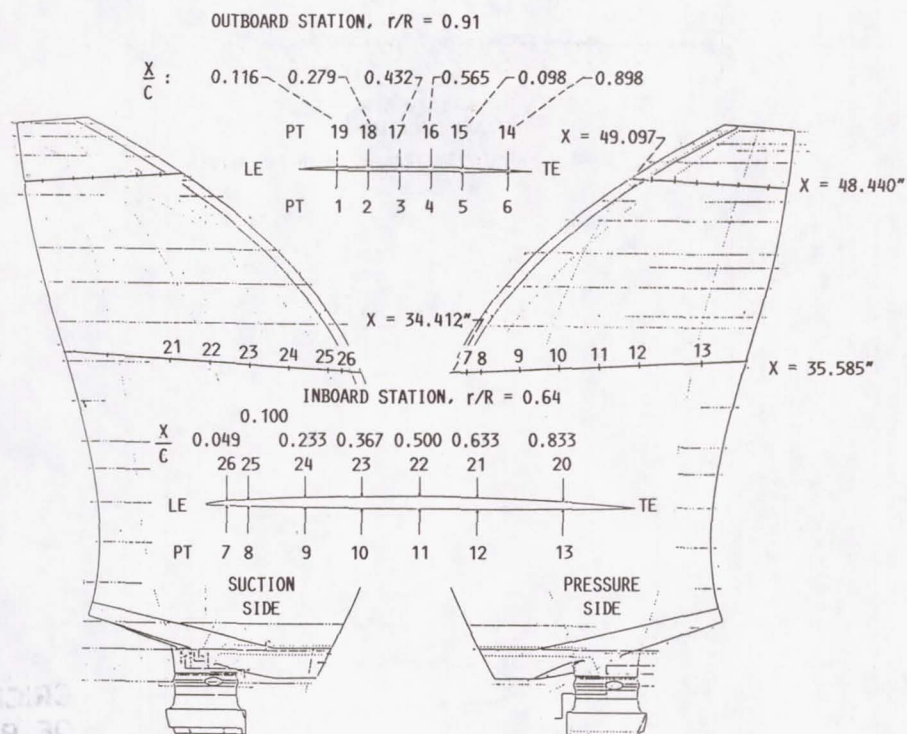 OUTBOARD STATION, r/R = 0.91
X/C : 0.116 0.279 0.432 0.565 0.098 0.898
PT 19 18 17 16 15 14
X = 49.097
LE TE
X = 48.440"
PT 1 2 3 4 5 6
X = 34.412"
21 22 23 24 25 26
7 8 9 10 11 12 13
X = 35.585"
INBOARD STATION, r/R = 0.64
0.100
X/C 0.049 0.233 0.367 0.500 0.633 0.833
26 25 24 23 22 21 20
LE TE
PT 7 8 9 10 11 12 13
SUCTION SIDE
PRESSURE SIDE